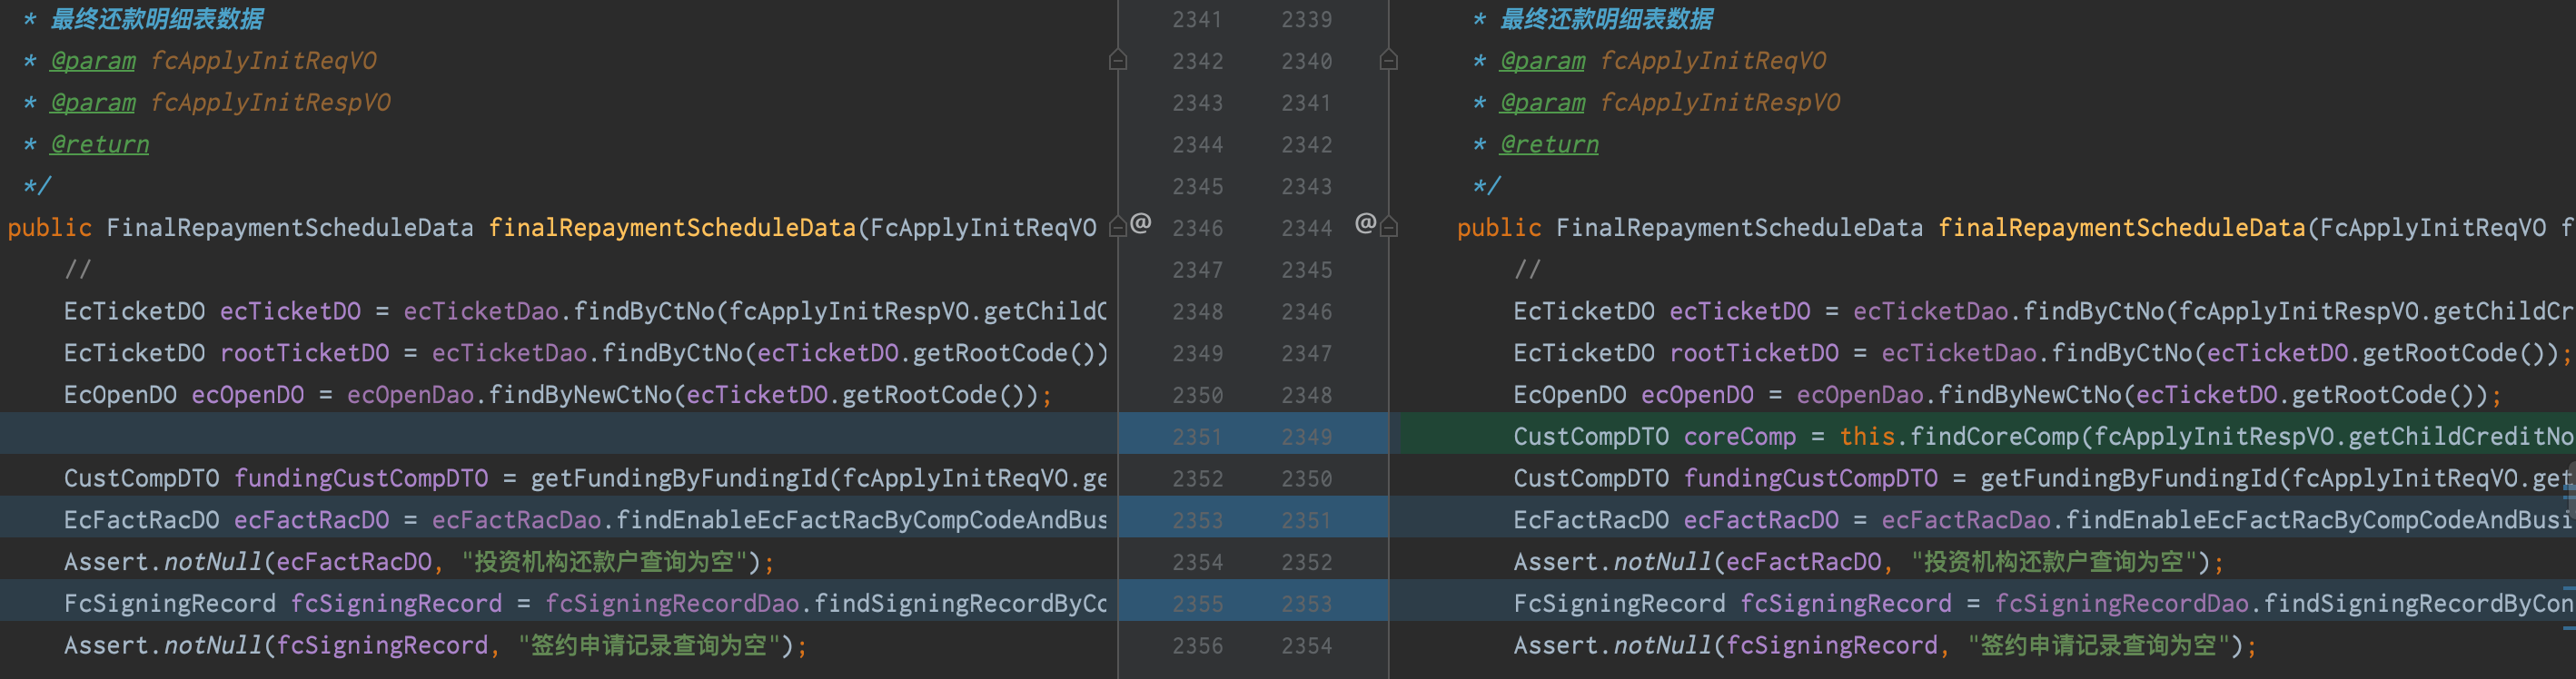 * 最终还款明细表数据
* @param fcApplyInitReqVO
* @param fcApplyInitRespVO
* @return
*/
public FinalRepaymentScheduleData finalRepaymentScheduleData(FcApplyInitReqVO
//
EcTicketDO ecTicketDO = ecTicketDao.findByCtNo(fcApplyInitRespVO.getChildC
EcTicketDO rootTicketDO = ecTicketDao.findByCtNo(ecTicketDO.getRootCode())
EcOpenDO ecOpenDO = ecOpenDao.findByNewCtNo(ecTicketDO.getRootCode());
CustCompDTO fundingCustCompDTO = getFundingByFundingId(fcApplyInitReqVO.ge
EcFactRacDO ecFactRacDO = ecFactRacDao.findEnableEcFactRacByCompCodeAndBus
Assert.notNull(ecFactRacDO, "投资机构还款户查询为空");
FcSigningRecord fcSigningRecord = fcSigningRecordDao.findSigningRecordByCo
Assert.notNull(fcSigningRecord, "签约申请记录查询为空");
2341 2339
2342 2340
2343 2341
2344 2342
2345 2343
@ 2346 2344 @
2347 2345
2348 2346
2349 2347
2350 2348
2351 2349
2352 2350
2353 2351
2354 2352
2355 2353
2356 2354
* 最终还款明细表数据
* @param fcApplyInitReqVO
* @param fcApplyInitRespVO
* @return
*/
public FinalRepaymentScheduleData finalRepaymentScheduleData(FcApplyInitReqVO f
//
EcTicketDO ecTicketDO = ecTicketDao.findByCtNo(fcApplyInitRespVO.getChildCr
EcTicketDO rootTicketDO = ecTicketDao.findByCtNo(ecTicketDO.getRootCode());
EcOpenDO ecOpenDO = ecOpenDao.findByNewCtNo(ecTicketDO.getRootCode());
CustCompDTO coreComp = this.findCoreComp(fcApplyInitRespVO.getChildCreditNo
CustCompDTO fundingCustCompDTO = getFundingByFundingId(fcApplyInitReqVO.get
EcFactRacDO ecFactRacDO = ecFactRacDao.findEnableEcFactRacByCompCodeAndBusi
Assert.notNull(ecFactRacDO, "投资机构还款户查询为空");
FcSigningRecord fcSigningRecord = fcSigningRecordDao.findSigningRecordByCon
Assert.notNull(fcSigningRecord, "签约申请记录查询为空");